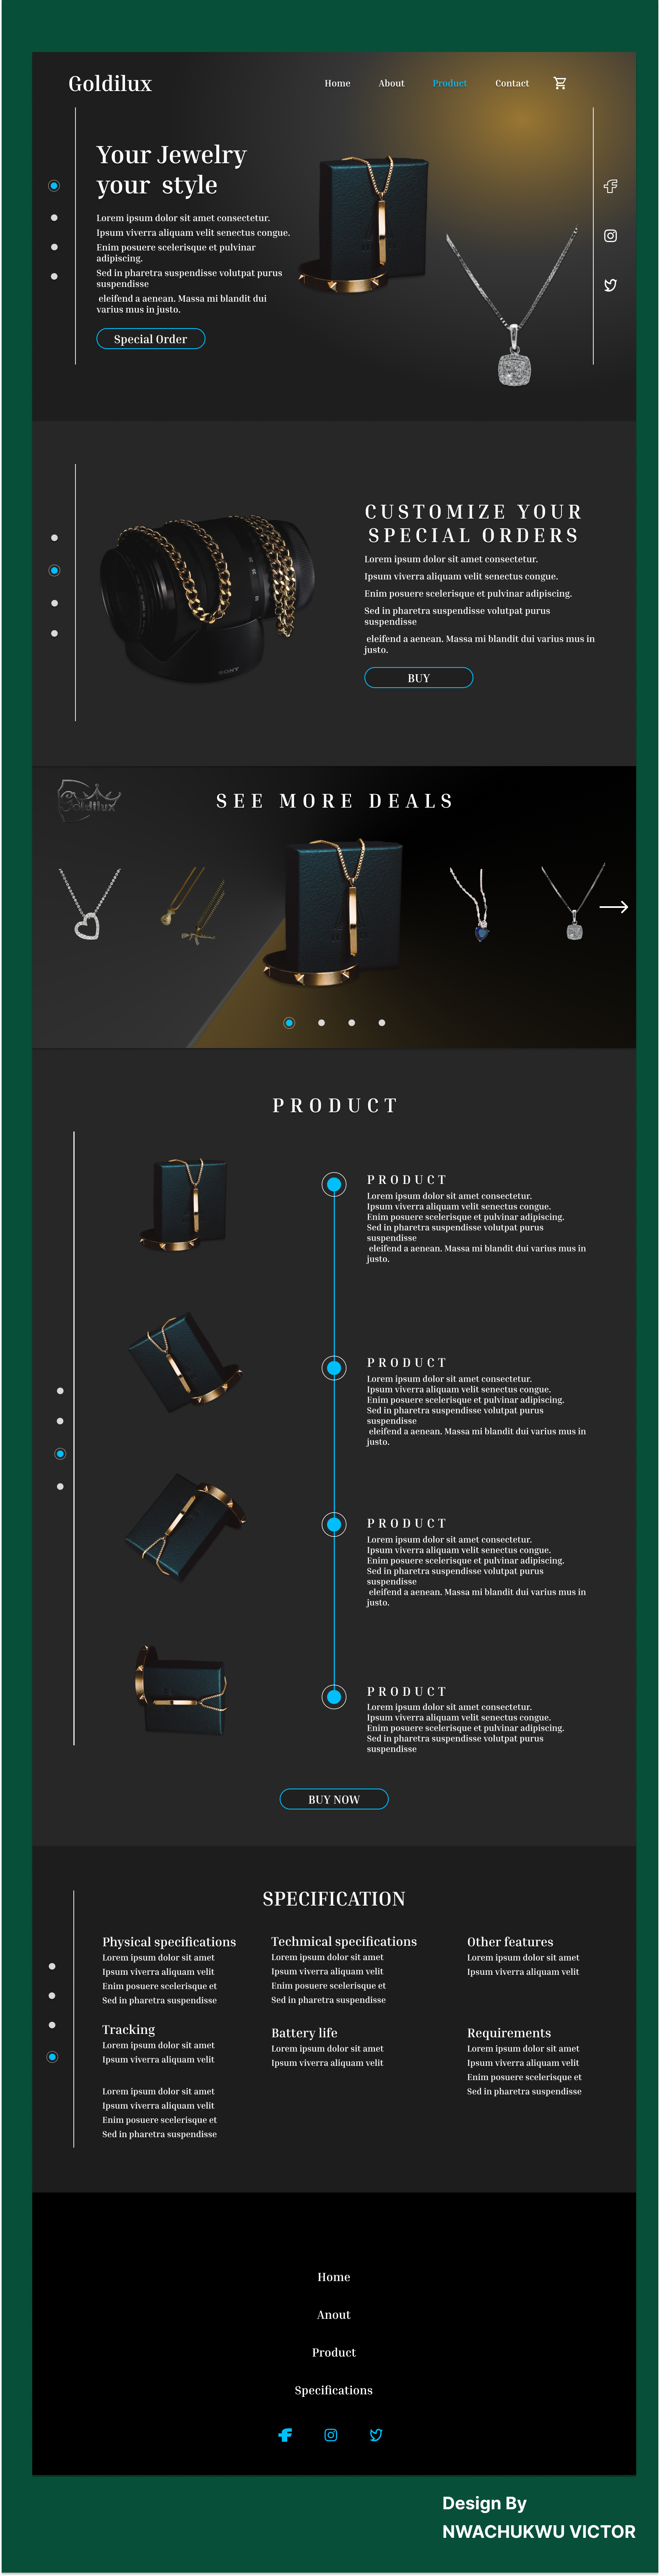 Goldilux
Home About Product Contact
Your Jewelry
your style
Lorem ipsum dolor sit amet consectetur.
Ipsum viverra aliquam velit senectus congue.
Enim posuere scelerisque et pulvinar
adipiscing.
Sed in pharetra suspendisse volutpat purus
suspendisse
eleifend a aenean. Massa mi blandit dui
varius mus in justo.
Special Order
SONY
CUSTOMIZE YOUR
SPECIAL ORDERS
Lorem ipsum dolor sit amet consectetur.
Ipsum viverra aliquam velit senectus congue.
Enim posuere scelerisque et pulvinar adipiscing.
Sed in pharetra suspendisse volutpat purus
suspendisse
eleifend a aenean. Massa mi blandit dui varius mus in
justo.
BUY
Goldilux
SEE MORE DEALS
PRODUCT
PRODUCT
Lorem ipsum dolor sit amet consectetur.
Ipsum viverra aliquam velit senectus congue.
Enim posuere scelerisque et pulvinar adipiscing.
Sed in pharetra suspendisse volutpat purus
suspendisse
eleifend a aenean. Massa mi blandit dui varius mus in
justo.
PRODUCT
Lorem ipsum dolor sit amet consectetur.
Ipsum viverra aliquam velit senectus congue.
Enim posuere scelerisque et pulvinar adipiscing.
Sed in pharetra suspendisse volutpat purus
suspendisse
eleifend a aenean. Massa mi blandit dui varius mus in
justo.
PRODUCT
Lorem ipsum dolor sit amet consectetur.
Ipsum viverra aliquam velit senectus congue.
Enim posuere scelerisque et pulvinar adipiscing.
Sed in pharetra suspendisse volutpat purus
suspendisse
eleifend a aenean. Massa mi blandit dui varius mus in
justo.
PRODUCT
Lorem ipsum dolor sit amet consectetur.
Ipsum viverra aliquam velit senectus congue.
Enim posuere scelerisque et pulvinar adipiscing.
Sed in pharetra suspendisse volutpat purus
suspendisse
BUY NOW
SPECIFICATION
Physical specifications
Lorem ipsum dolor sit amet
Ipsum viverra aliquam velit
Enim posuere scelerisque et
Sed in pharetra suspendisse
Tracking
Lorem ipsum dolor sit amet
Ipsum viverra aliquam velit
Lorem ipsum dolor sit amet
Ipsum viverra aliquam velit
Enim posuere scelerisque et
Sed in pharetra suspendisse
Techmical specifications
Lorem ipsum dolor sit amet
Ipsum viverra aliquam velit
Enim posuere scelerisque et
Sed in pharetra suspendisse
Battery life
Lorem ipsum dolor sit amet
Ipsum viverra aliquam velit
Other features
Lorem ipsum dolor sit amet
Ipsum viverra aliquam velit
Requirements
Lorem ipsum dolor sit amet
Ipsum viverra aliquam velit
Enim posuere scelerisque et
Sed in pharetra suspendisse
Home
Anout
Product
Specifications
Design By
NWACHUKWU VICTOR